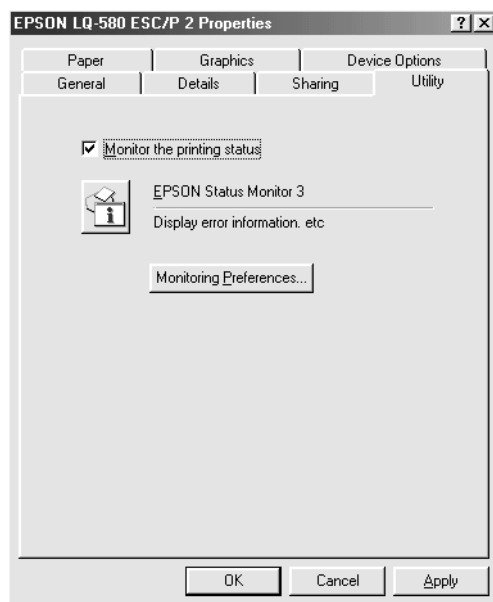 EPSON LQ-580 ESC/P 2 Properties
Paper Graphics Device Options
General Details Sharing Utility
Monitor the printing status
EPSON Status Monitor 3
Display error information. etc
Monitoring Preferences...
OK Cancel Apply